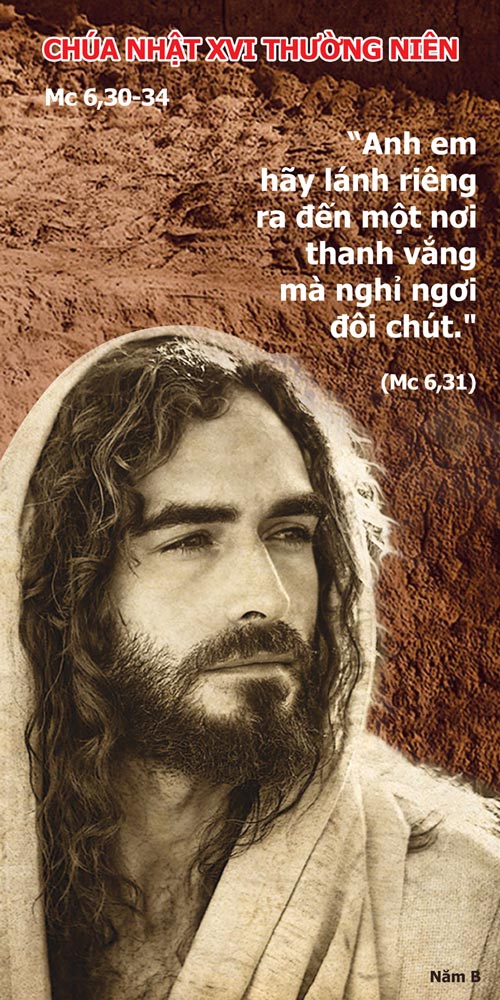 CHÚA NHẬT XVI THƯỜNG NIÊN
Mc 6,30-34
“Anh em
hãy lánh riêng
ra đến một nơi
thanh vắng
mà nghỉ ngơi
đôi chút."
(Mc 6,31)
Năm B